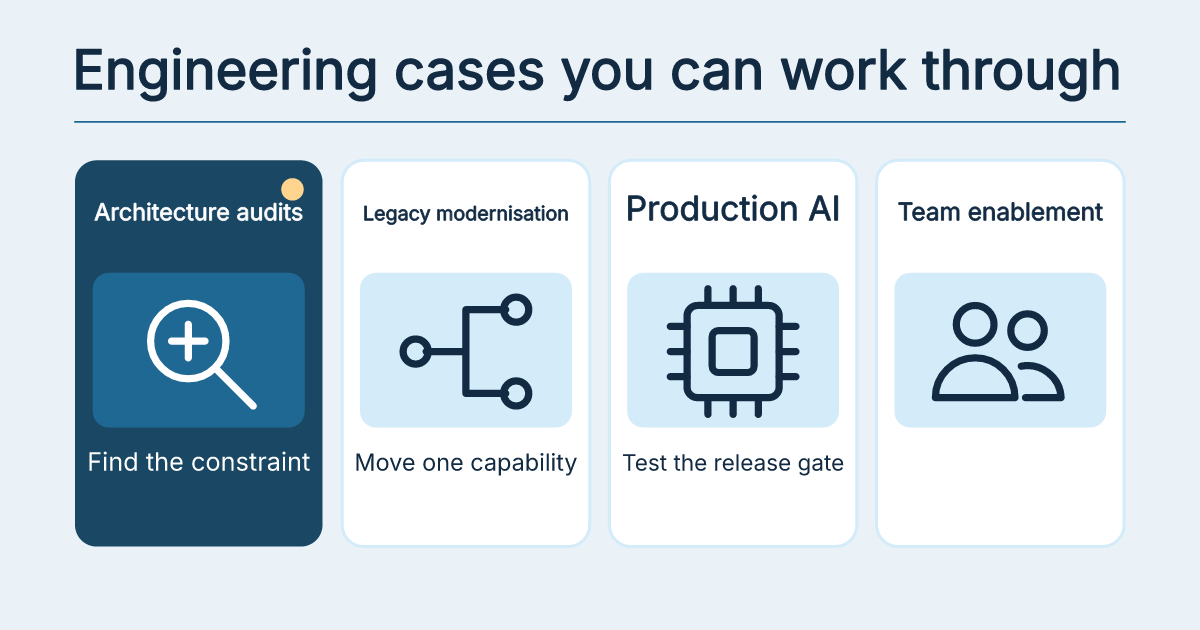 Engineering cases you can work through
Architecture audits
Find the constraint
Legacy modernisation
Move one capability
Production AI
Test the release gate
Team enablement